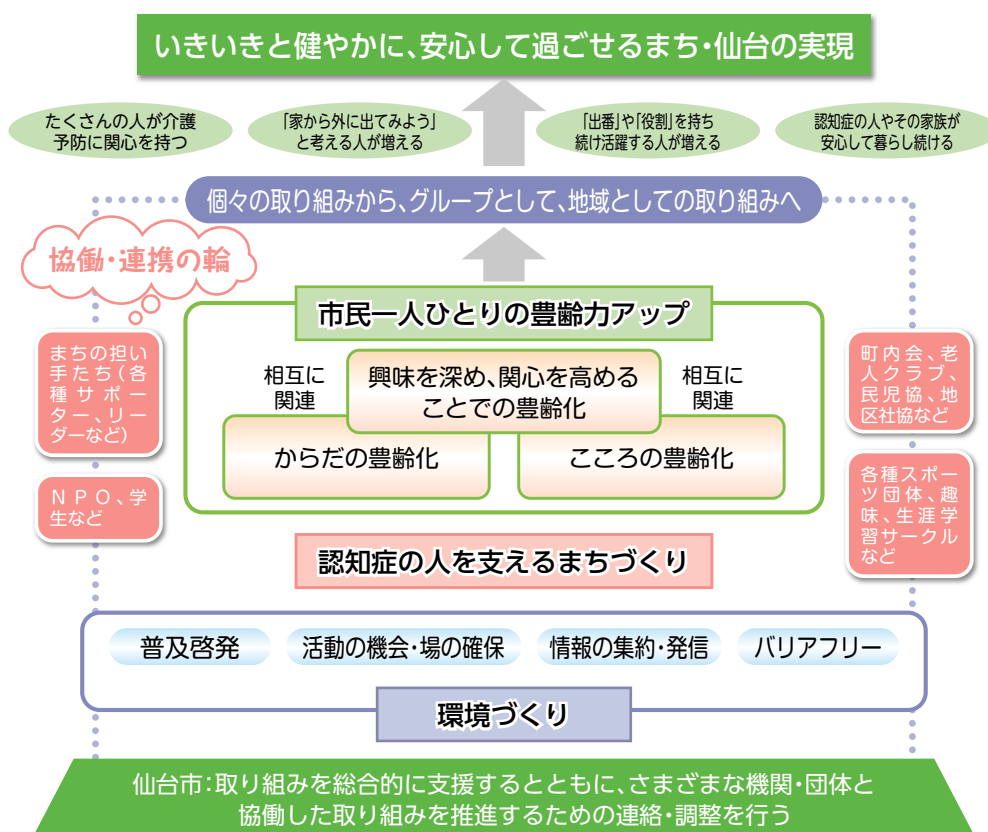 いきいきと健やかに、安心して過ごせるまち・仙台の実現
たくさんの人が介護
予防に関心を持つ
「家から外に出てみよう」
と考える人が増える
「出番」や「役割」を持ち
続け活躍する人が増える
認知症の人やその家族が
安心して暮らし続ける
個々の取り組みから、グループとして、地域としての取り組みへ
協働・連携の輪
市民一人ひとりの豊齢力アップ
まちの担い
手たち（各
種サポー
ター、リー
ダーなど）
NPO、学
生など
相互に
関連
興味を深め、関心を高める
ことでの豊齢化
相互に
関連
からだの豊齢化
こころの豊齢化
町内会、老
人クラブ、
民児協、地
区社協など
各種スポー
ツ団体、趣
味、生涯学
習サークル
など
認知症の人を支えるまちづくり
普及啓発
活動の機会・場の確保
情報の集約・発信
バリアフリー
環境づくり
仙台市：取り組みを総合的に支援するとともに、さまざまな機関・団体と
協働した取り組みを推進するための連絡・調整を行う